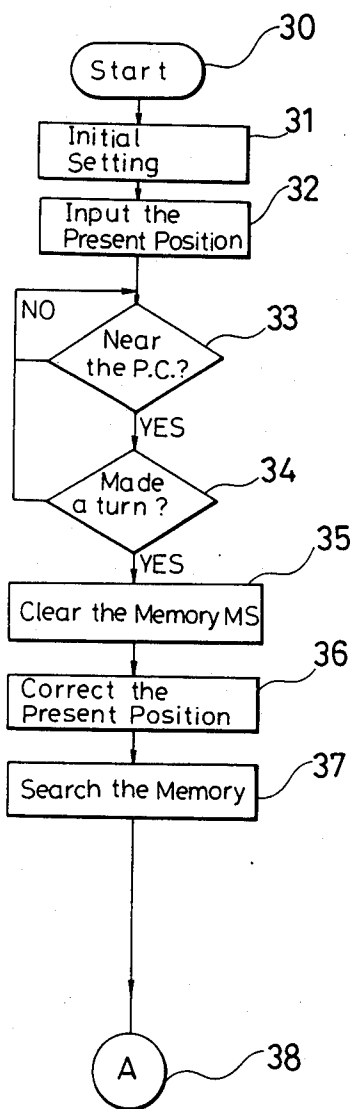 30
Start
31
Initial
Setting
32
Input the
Present Position
NO
33
Near
the P.C.?
YES
34
Made
a turn?
YES
35
Clear the Memory MS
36
Correct the
Present Position
37
Search the Memory
A
38